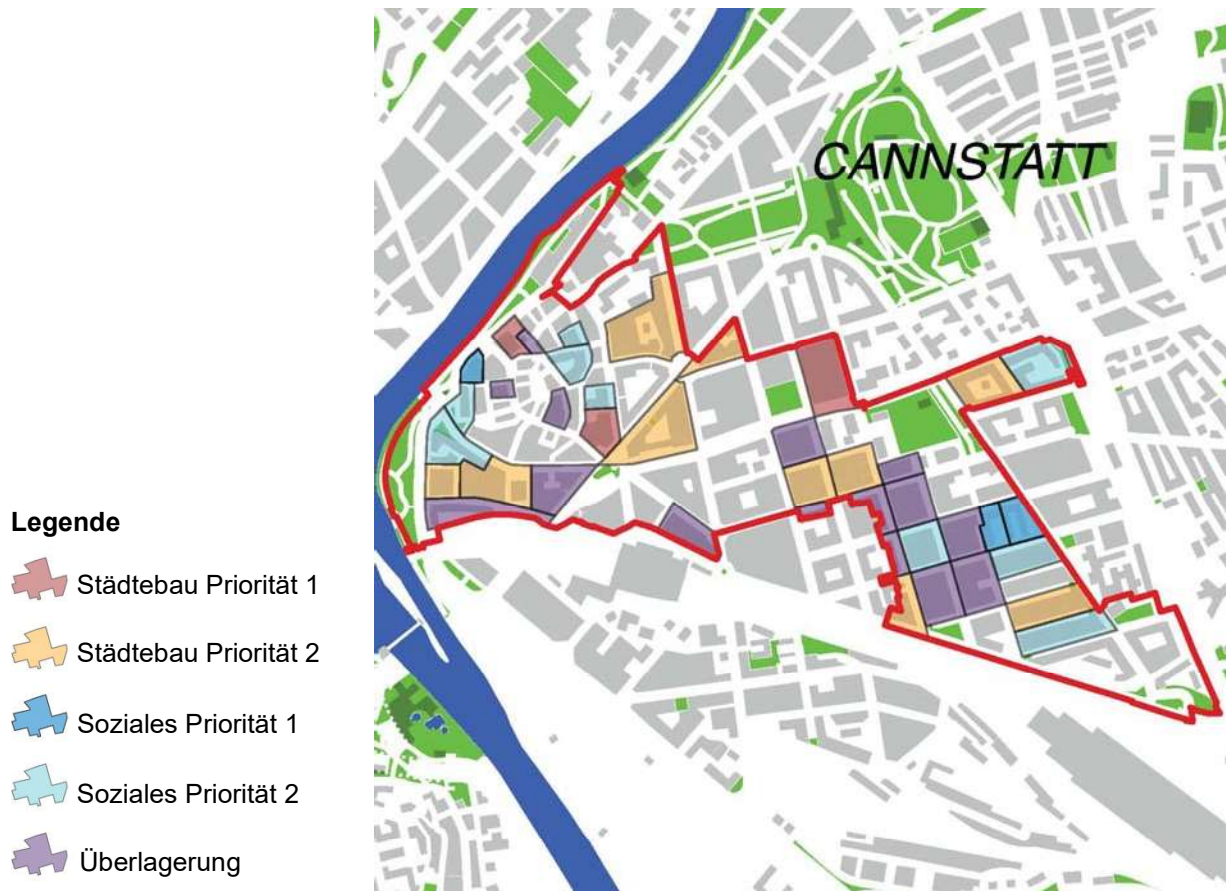 CANNSTATT
Legende
Städtebau Priorität 1
Städtebau Priorität 2
Soziales Priorität 1
Soziales Priorität 2
Überlagerung